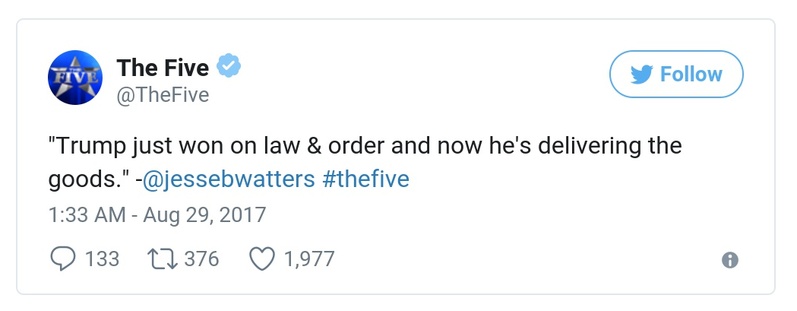 THE FIVE
The Five
@TheFive
Follow
"Trump just won on law & order and now he's delivering the
goods." -@jessebwatters #thefive
1:33 AM - Aug 29, 2017
133 376 1,977